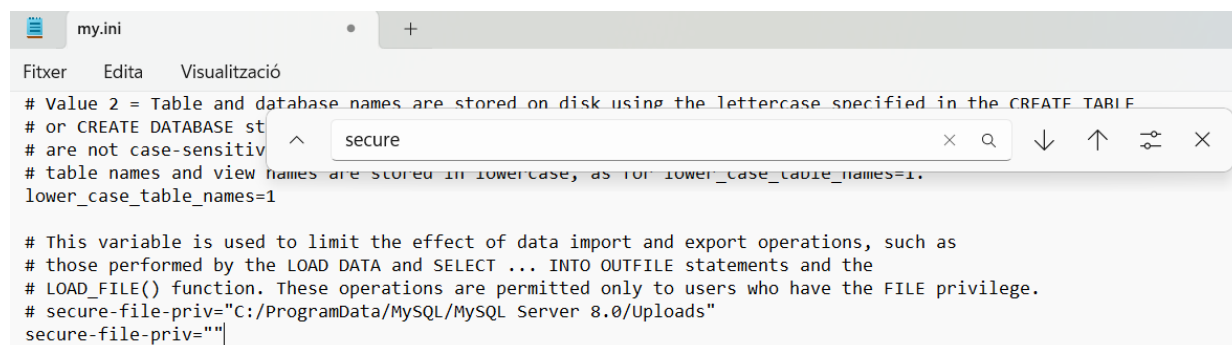 my.ini
Fitxer Edita Visualització
# Value 2 = Table and database names are stored on disk using the lettercase specified in the CREATE TABLE
# or CREATE DATABASE st
secure
# are not case-sensitiv
# table names and view names are stored in lowercase, as for lower_case_table_names=1.
lower_case_table_names=1
# This variable is used to limit the effect of data import and export operations, such as
# those performed by the LOAD DATA and SELECT ... INTO OUTFILE statements and the
# LOAD_FILE() function. These operations are permitted only to users who have the FILE privilege.
# secure-file-priv="C:/ProgramData/MySQL/MySQL Server 8.0/Uploads"
secure-file-priv=""